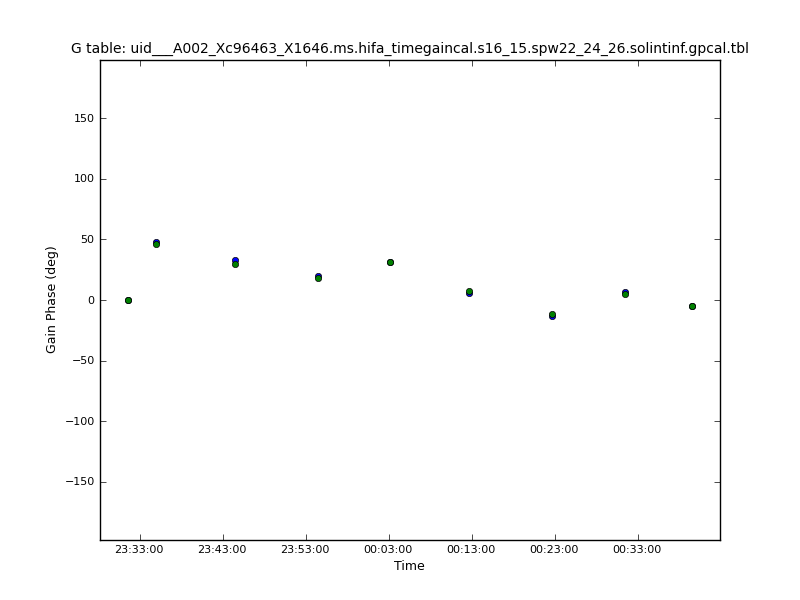 G table: uid___A002_Xc96463_X1646.ms.hifa_timegaincal.s16_15.spw22_24_26.solintinf.gpcal.tbl
Gain Phase (deg)
150
100
50
0
−50
−100
−150
23:33:00 23:43:00 23:53:00 00:03:00 00:13:00 00:23:00 00:33:00
Time